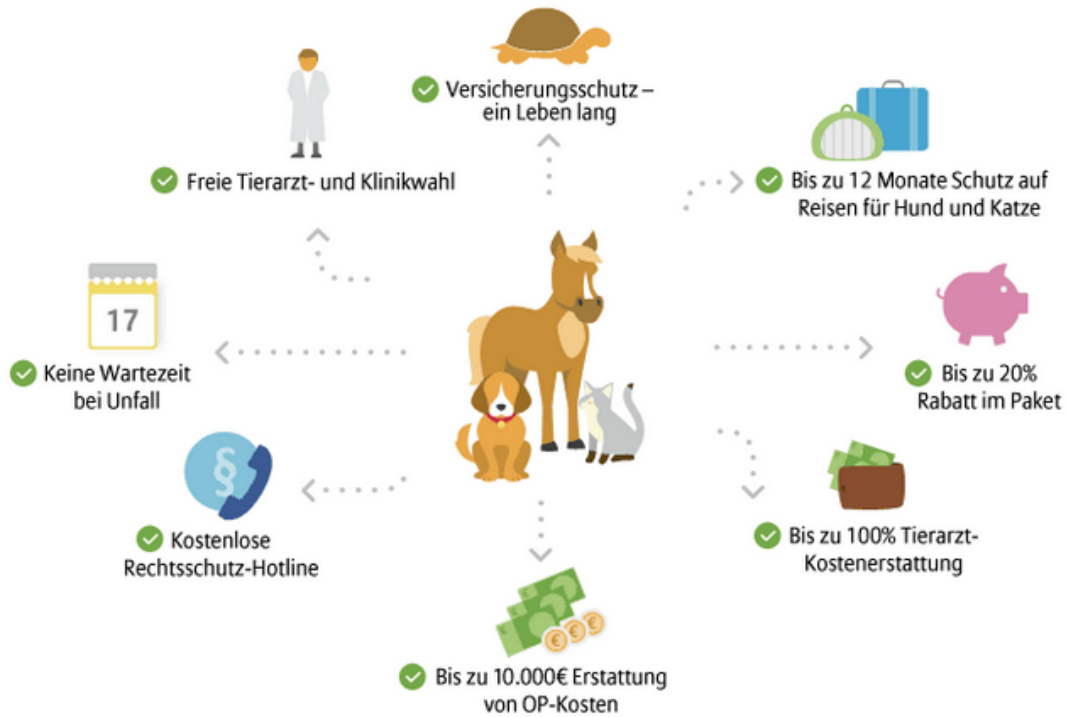 Versicherungsschutz –
ein Leben lang
Freie Tierarzt- und Klinikwahl
Bis zu 12 Monate Schutz auf
Reisen für Hund und Katze
17
Keine Wartezeit
bei Unfall
Bis zu 20%
Rabatt im Paket
§
Kostenlose
Rechtsschutz-Hotline
Bis zu 100% Tierarzt-
Kostenerstattung
€ € €
Bis zu 10.000€ Erstattung
von OP-Kosten